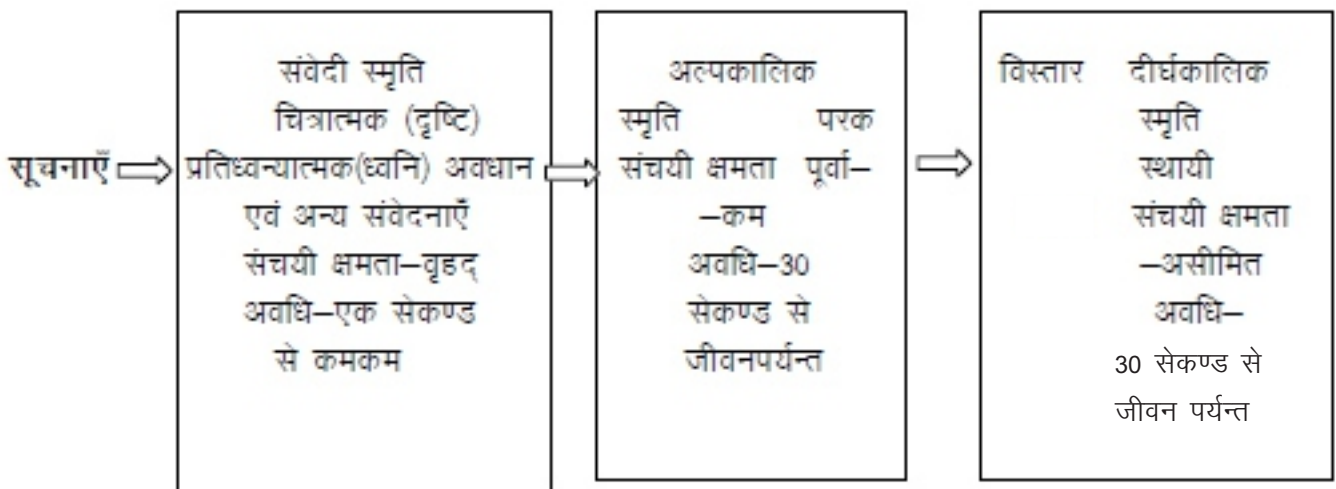 सूचनाएँ
संवेदी स्मृति
चित्रात्मक (दृष्टि)
प्रतिध्वन्यात्मक(ध्वनि) अवधान
एवं अन्य संवेदनाएँ
संचयी क्षमता–वृहद्
अवधि–एक सेकण्ड
से कमकम
अल्पकालिक
स्मृति परक
संचयी क्षमता पूर्वा–
–कम
अवधि–30
सेकण्ड से
जीवनपर्यन्त
विस्तार दीर्घकालिक
स्मृति
स्थायी
संचयी क्षमता
–असीमित
अवधि–
30 सेकण्ड से
जीवन पर्यन्त